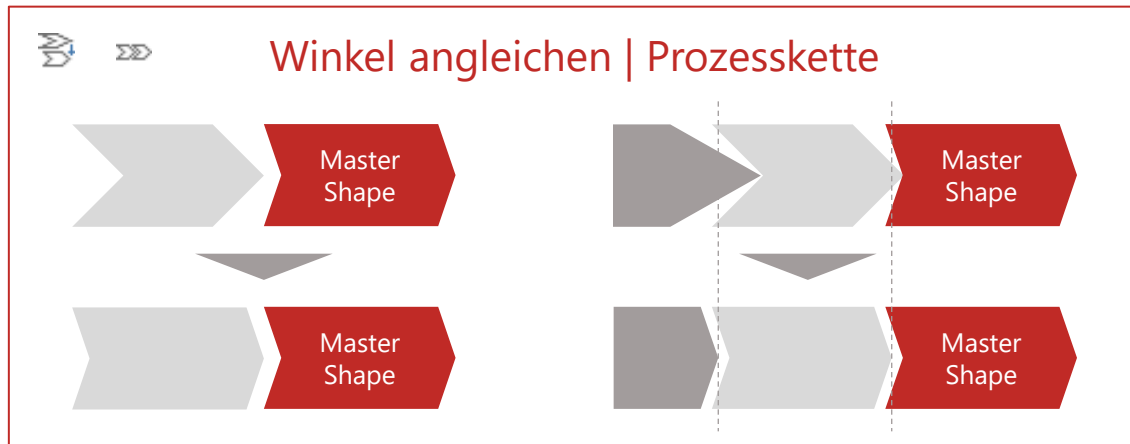 Winkel angleichen | Prozesskette
Master
Shape
Master
Shape
Master
Shape
Master
Shape